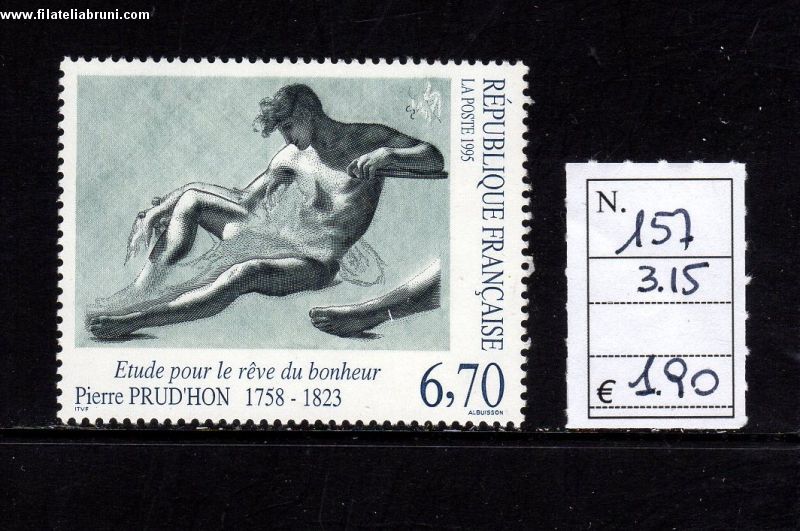 www.filateliabruni.com
RÉPUBLIQUE FRANÇAISE
LA POSTE 1995
Etude pour le rêve du bonheur
Pierre PRUD'HON 1758 - 1823
6,70
ITVF
ALBUISSON
N. 157
3.15
€ 1.90